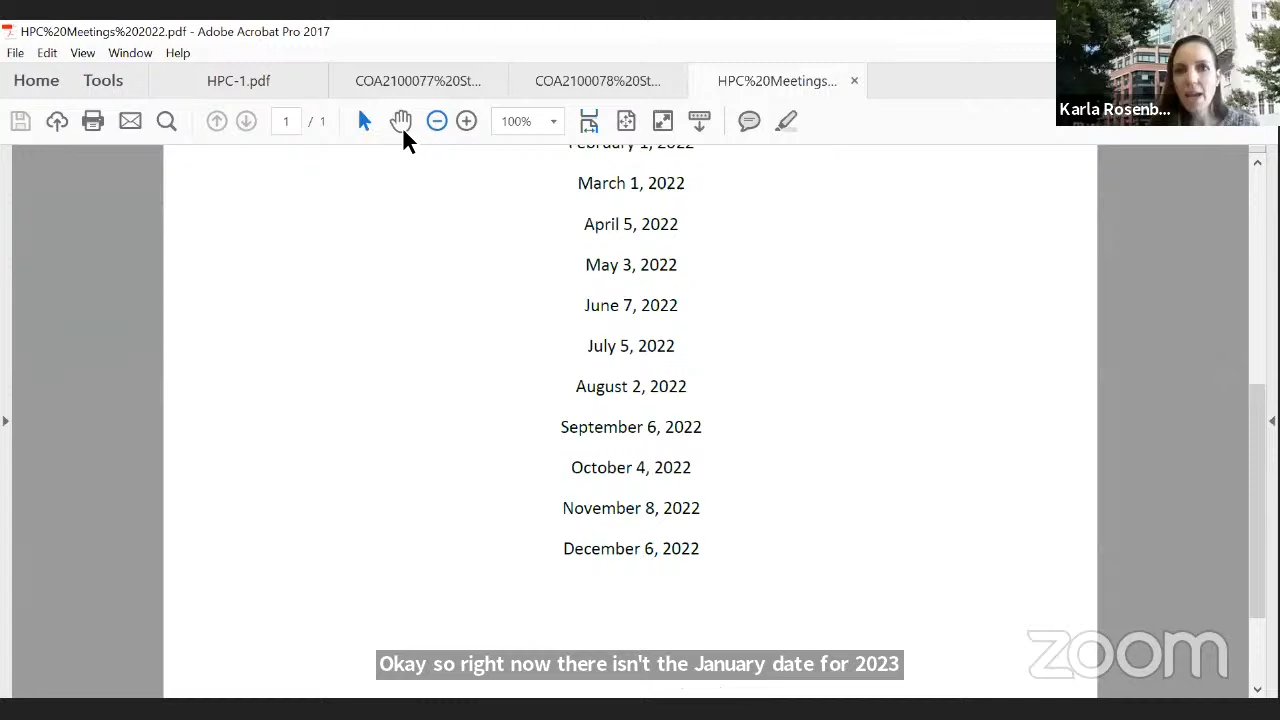 HPC%20Meetings%202022.pdf - Adobe Acrobat Pro 2017
File Edit View Window Help
Home Tools HPC-1.pdf COA2100077%20St... COA2100078%20St... HPC%20Meetings... ×
1 / 1 100%
Karla Rosenb...
February 1, 2022
March 1, 2022
April 5, 2022
May 3, 2022
June 7, 2022
July 5, 2022
August 2, 2022
September 6, 2022
October 4, 2022
November 8, 2022
December 6, 2022
Okay so right now there isn't the January date for 2023
zoom